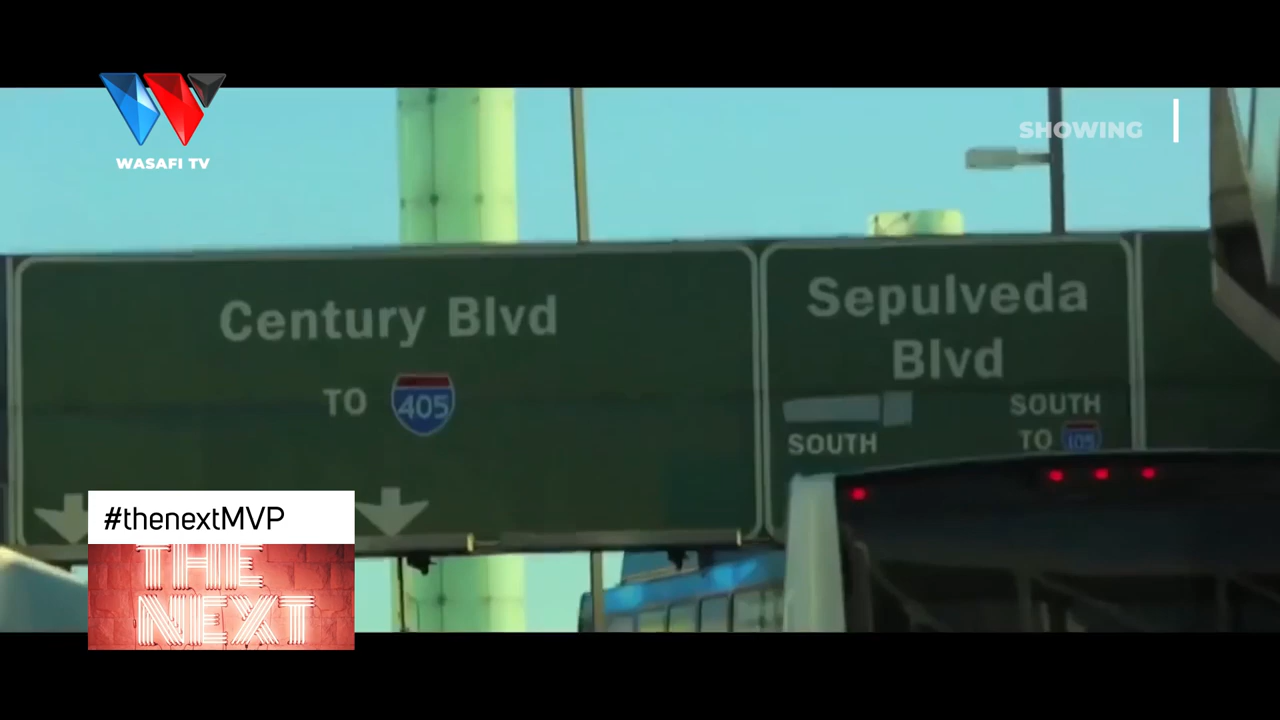 WASAFI TV
SHOWING
Century Blvd
TO 405
Sepulveda
Blvd
SOUTH
SOUTH
TO 105
#thenextMVP
THE
NEXT